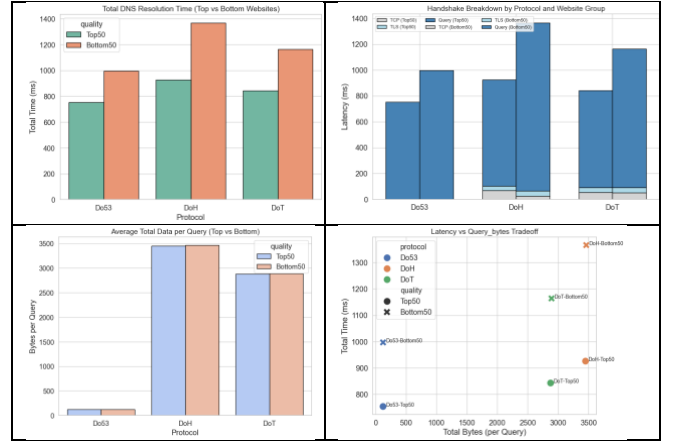 Total DNS Resolution Time (Top vs Bottom Websites)
1400
1200
1000
800
600
400
200
0
Total Time (ms)
quality
Top50
Bottom50
Do53
DoH
DoT
Protocol
Handshake Breakdown by Protocol and Website Group
1400
1200
1000
800
600
400
200
0
Latency (ms)
TCP (Top50)
Query (Top50)
TLS (Bottom50)
TLS (Top50)
TCP (Bottom50)
Query (Bottom50)
Do53
DoH
DoT
Average Total Data per Query (Top vs Bottom)
3500
3000
2500
2000
1500
1000
500
0
Bytes per Query
quality
Top50
Bottom50
Do53
DoH
DoT
Protocol
Latency vs Query_bytes Tradeoff
1300
1200
1100
1000
900
800
Total Time (ms)
protocol
Do53
DoH
DoT
quality
Top50
Bottom50
DoH-Bottom50
DoT-Bottom50
Do53-Bottom50
DoH-Top50
DoT-Top50
Do53-Top50
0
500
1000
1500
2000
2500
3000
3500
Total Bytes (per Query)